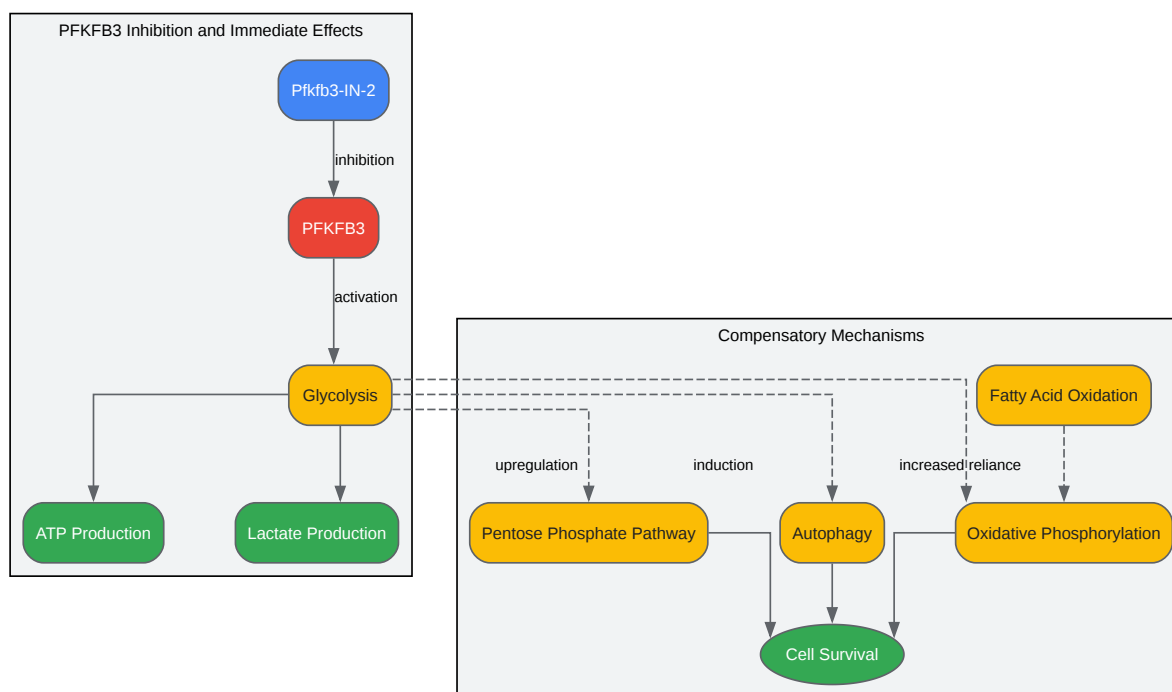 PFKFB3 Inhibition and Immediate Effects
Pfkfb3-IN-2
inhibition
PFKFB3
activation
Glycolysis
ATP Production
Lactate Production
Compensatory Mechanisms
Fatty Acid Oxidation
upregulation
induction
increased reliance
Pentose Phosphate Pathway
Autophagy
Oxidative Phosphorylation
Cell Survival